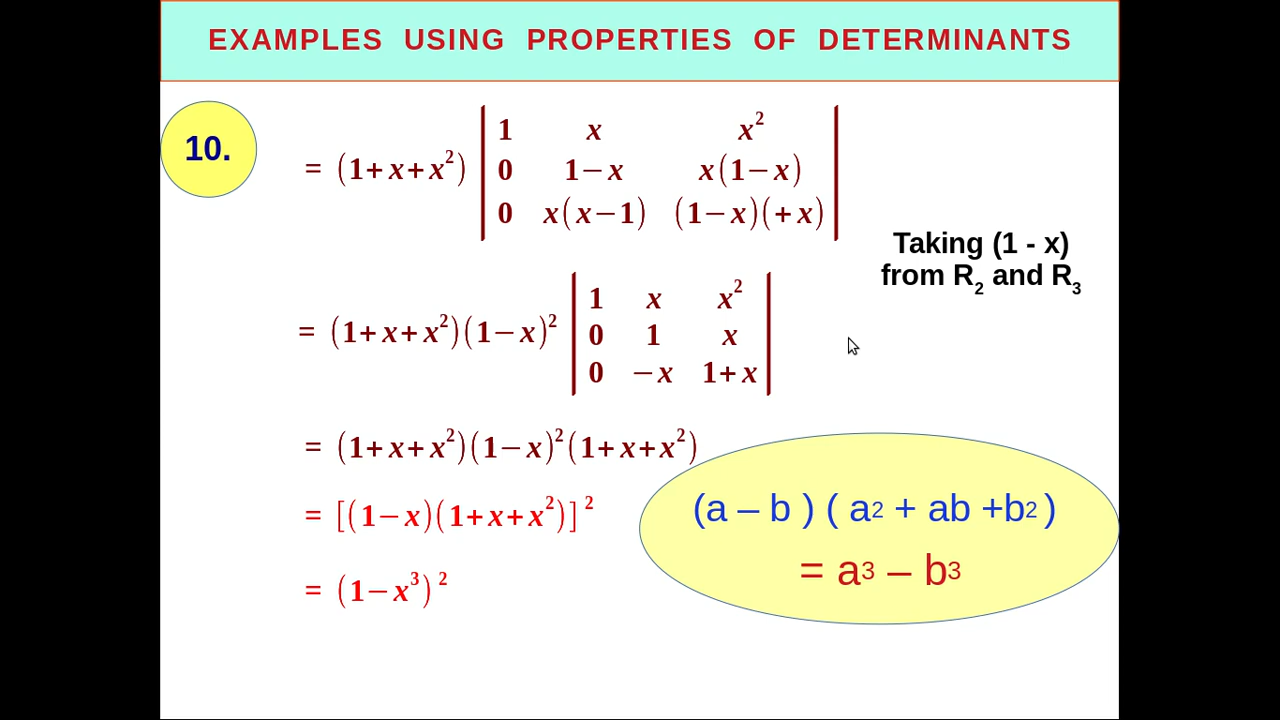 EXAMPLES USING PROPERTIES OF DETERMINANTS
10.
= (1+x+x²) | 1 x x² |
| 0 1−x x(1−x) |
| 0 x(x−1) (1−x)(+x) |
Taking (1 - x)
from R₂ and R₃
= (1+x+x²)(1−x)² | 1 x x² |
| 0 1 x |
| 0 −x 1+x |
= (1+x+x²)(1−x)²(1+x+x²)
= [(1−x)(1+x+x²)]²
= (1−x³)²
(a – b ) ( a² + ab +b² )
= a³ – b³